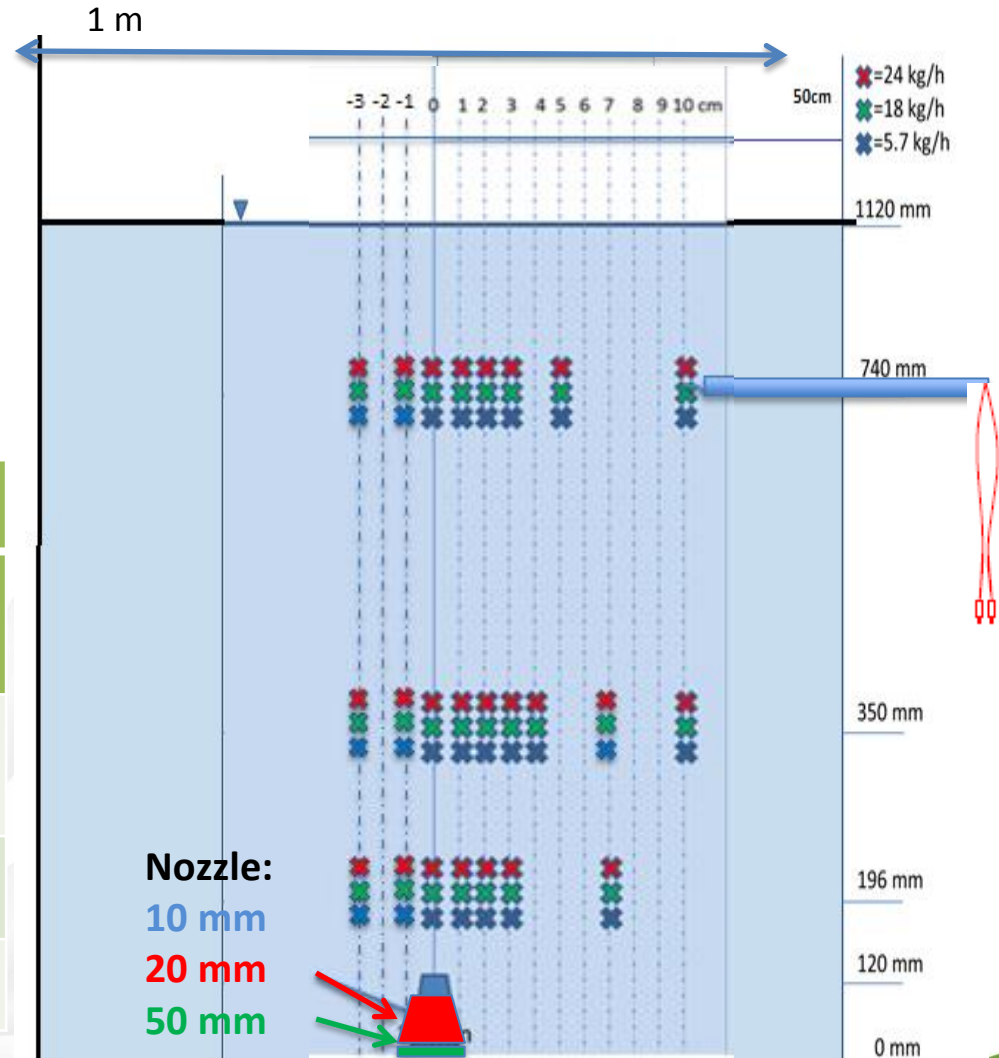 1 m
-3 -2 -1 0 1 2 3 4 5 6 7 8 9 10 cm
50cm
=24 kg/h
=18 kg/h
=5.7 kg/h
1120 mm
740 mm
350 mm
196 mm
120 mm
0 mm
Nozzle:
10 mm
20 mm
50 mm